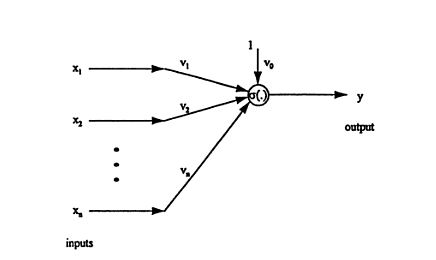 1
v₁
v₀
x₁
σ(.)
y
v₂
x₂
output
vₙ
xₙ
inputs